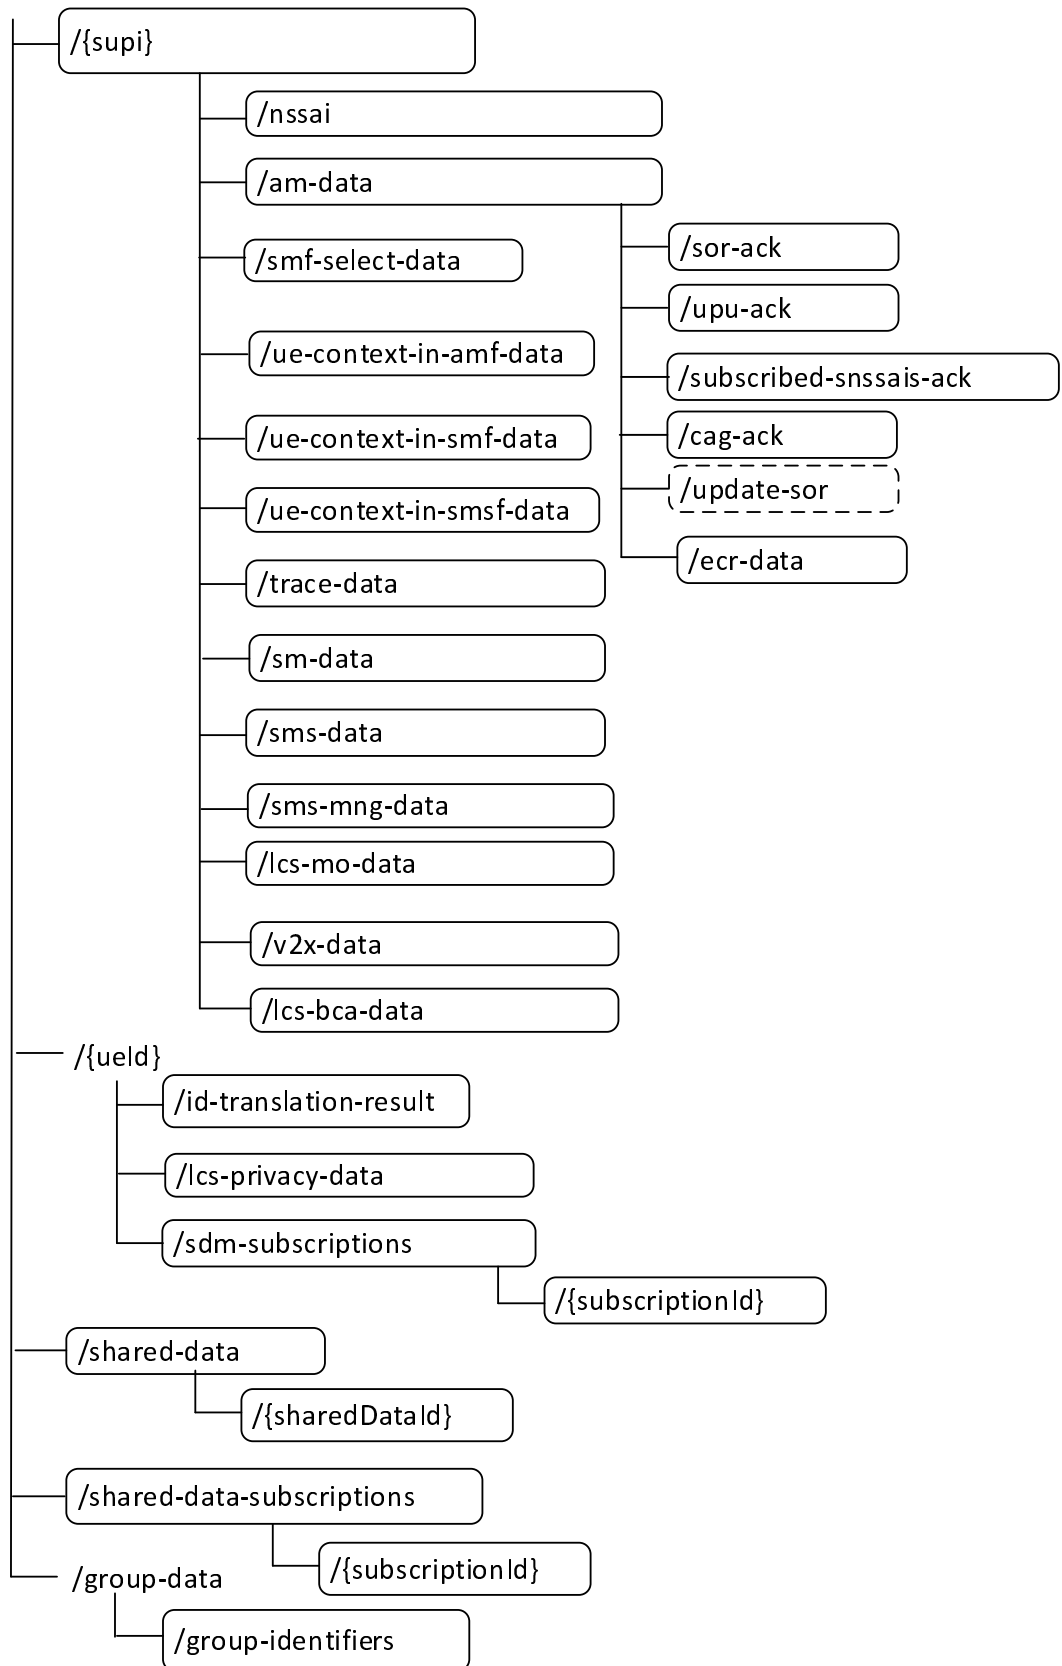 /{supi}
/nssai
/am-data
/sor-ack
/smf-select-data
/upu-ack
/ue-context-in-amf-data
/subscribed-snssais-ack
/ue-context-in-smf-data
/cag-ack
/update-sor
/ue-context-in-smsf-data
/ecr-data
/trace-data
/sm-data
/sms-data
/sms-mng-data
/lcs-mo-data
/v2x-data
/lcs-bca-data
/{ueId}
/id-translation-result
/lcs-privacy-data
/sdm-subscriptions
/{subscriptionId}
/shared-data
/{sharedDataId}
/shared-data-subscriptions
/{subscriptionId}
/group-data
/group-identifiers